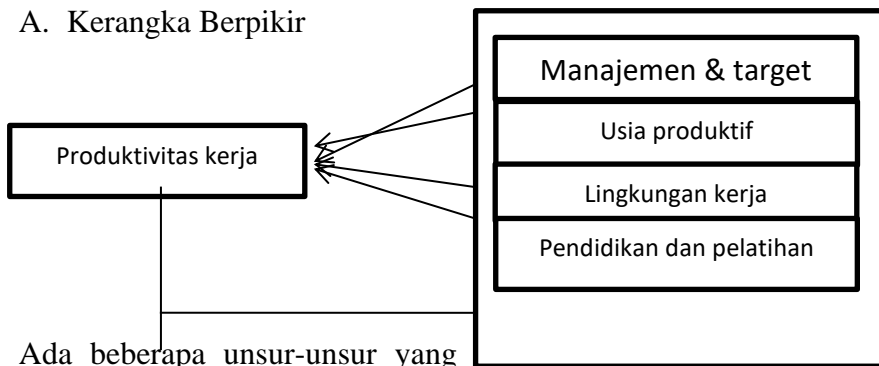 A. Kerangka Berpikir
Manajemen & target
Usia produktif
Produktivitas kerja
Lingkungan kerja
Pendidikan dan pelatihan
Ada beberapa unsur-unsur yang